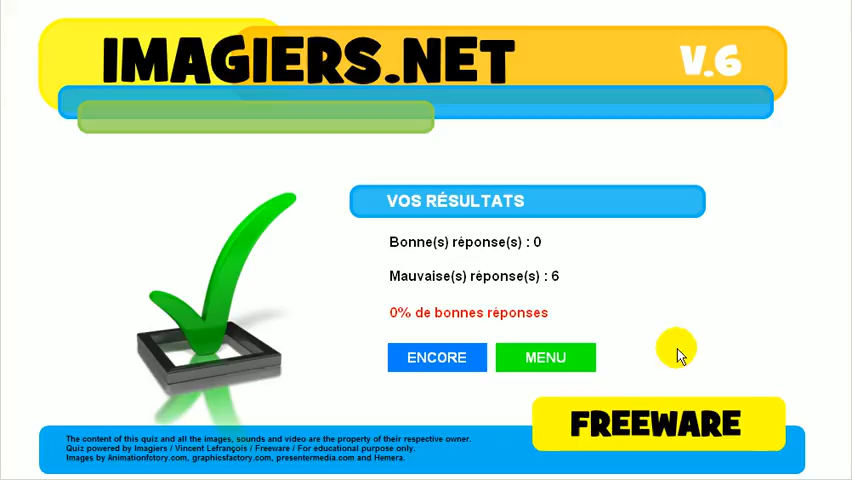 IMAGIERS.NET
V.6
VOS RÉSULTATS
Bonne(s) réponse(s) : 0
Mauvaise(s) réponse(s) : 6
0% de bonnes réponses
ENCORE
MENU
FREEWARE
The content of this quiz and all the images, sounds and video are the property of their respective owner.
Quiz powered by Imagiers / Vincent Lefrançois / Freeware / For educational purpose only.
Images by Animationfctory.com, graphicsfactory.com, presentermedia.com and Hemera.